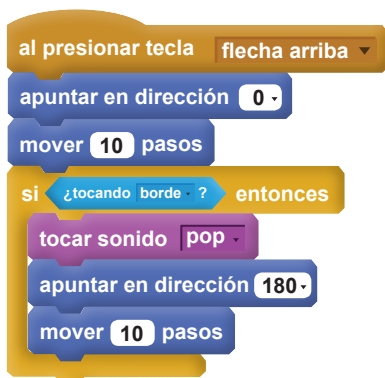 al presionar tecla flecha arriba
apuntar en dirección 0
mover 10 pasos
si ¿tocando borde ? entonces
tocar sonido pop
apuntar en dirección 180
mover 10 pasos